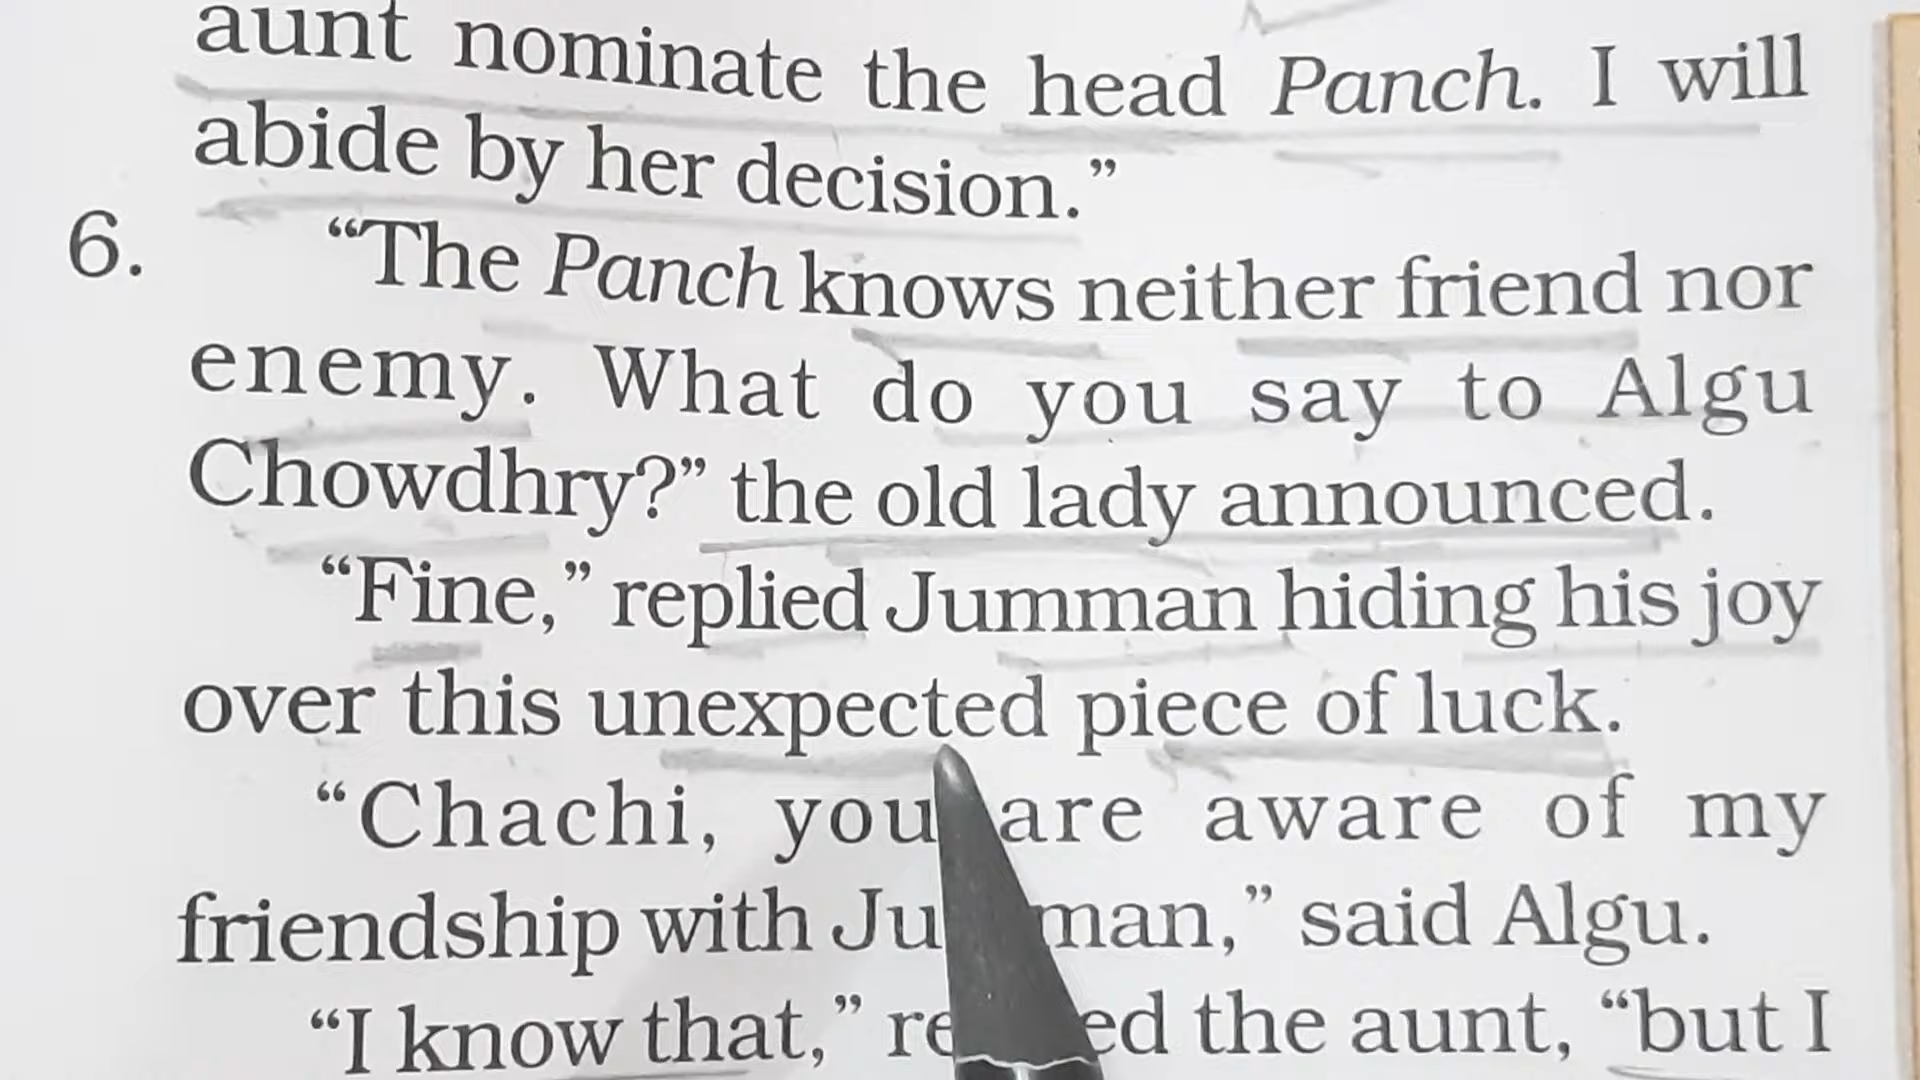 aunt nominate the head Panch. I will
abide by her decision.”
6. “The Panch knows neither friend nor
enemy. What do you say to Algu
Chowdhry?” the old lady announced.
“Fine,” replied Jumman hiding his joy
over this unexpected piece of luck.
“Chachi, you are aware of my
friendship with Ju man,” said Algu.
“I know that,” re ed the aunt, “but I